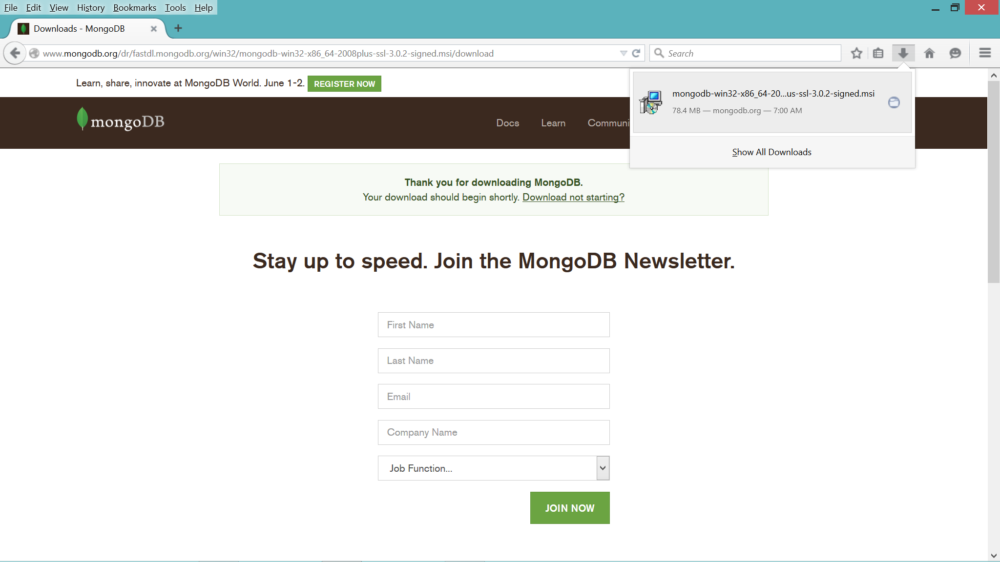 File Edit View History Bookmarks Tools Help
Downloads - MongoDB
www.mongodb.org/dr/fastdl.mongodb.org/win32/mongodb-win32-x86_64-2008plus-ssl-3.0.2-signed.msi/download
Search
Learn, share, innovate at MongoDB World. June 1-2. REGISTER NOW
mongodb-win32-x86_64-20...us-ssl-3.0.2-signed.msi
78.4 MB — mongodb.org — 7:00 AM
Show All Downloads
mongoDB
Docs Learn Communi
Thank you for downloading MongoDB.
Your download should begin shortly. Download not starting?
Stay up to speed. Join the MongoDB Newsletter.
First Name
Last Name
Email
Company Name
Job Function...
JOIN NOW